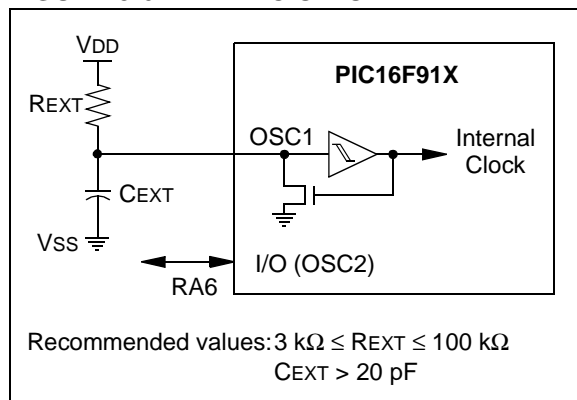 VDD
PIC16F91X
REXT
OSC1
Internal
Clock
CEXT
VSS
I/O (OSC2)
RA6
Recommended values: 3 kΩ ≤ REXT ≤ 100 kΩ
CEXT > 20 pF